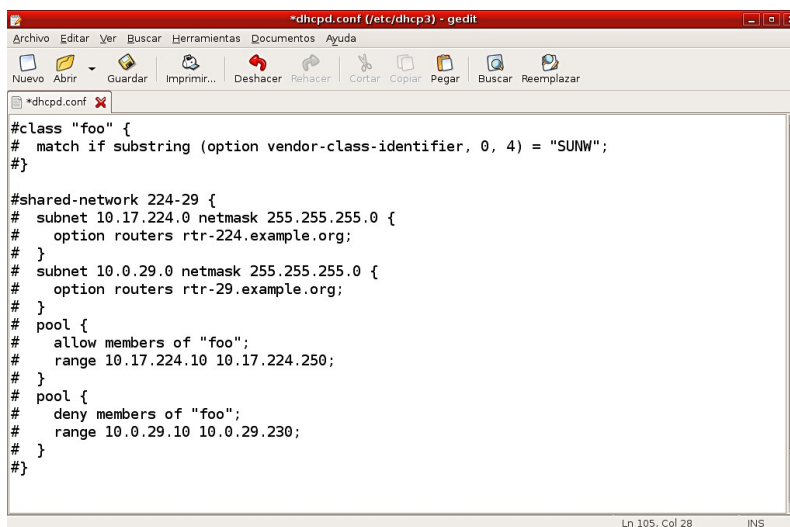 *dhcpd.conf (/etc/dhcp3) - gedit
Archivo Editar Ver Buscar Herramientas Documentos Ayuda
Nuevo Abrir Guardar Imprimir... Deshacer Rehacer Cortar Copiar Pegar Buscar Reemplazar
*dhcpd.conf
#class "foo" {
#  match if substring (option vendor-class-identifier, 0, 4) = "SUNW";
#}
#shared-network 224-29 {
#  subnet 10.17.224.0 netmask 255.255.255.0 {
#    option routers rtr-224.example.org;
#  }
#  subnet 10.0.29.0 netmask 255.255.255.0 {
#    option routers rtr-29.example.org;
#  }
#  pool {
#    allow members of "foo";
#    range 10.17.224.10 10.17.224.250;
#  }
#  pool {
#    deny members of "foo";
#    range 10.0.29.10 10.0.29.230;
#  }
#}
Ln 105, Col 28 INS